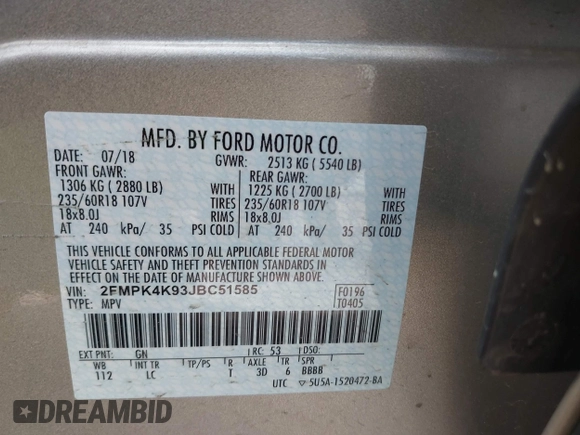 MFD. BY FORD MOTOR CO.
DATE: 07/18 GVWR: 2513 KG ( 5540 LB)
FRONT GAWR: REAR GAWR:
1306 KG ( 2880 LB) WITH 1225 KG ( 2700 LB) WITH
235/60R18 107V TIRES 235/60R18 107V TIRES
18x8.0J RIMS 18x8.0J RIMS
AT 240 kPa/ 35 PSI COLD AT 240 kPa/ 35 PSI COLD
THIS VEHICLE CONFORMS TO ALL APPLICABLE FEDERAL MOTOR
VEHICLE SAFETY AND THEFT PREVENTION STANDARDS IN
EFFECT ON THE DATE OF MANUFACTURE SHOWN ABOVE.
VIN: 2FMPK4K93JBC51585 F0196
TYPE: MPV T0405
EXT PNT: GN RC: 53 DSO:
WB INT TR TP/PS R AXLE TR SPR
112 LC T 3D 6 BBBB
UTC ▽5U5A-1520472-BA
DREAMBID